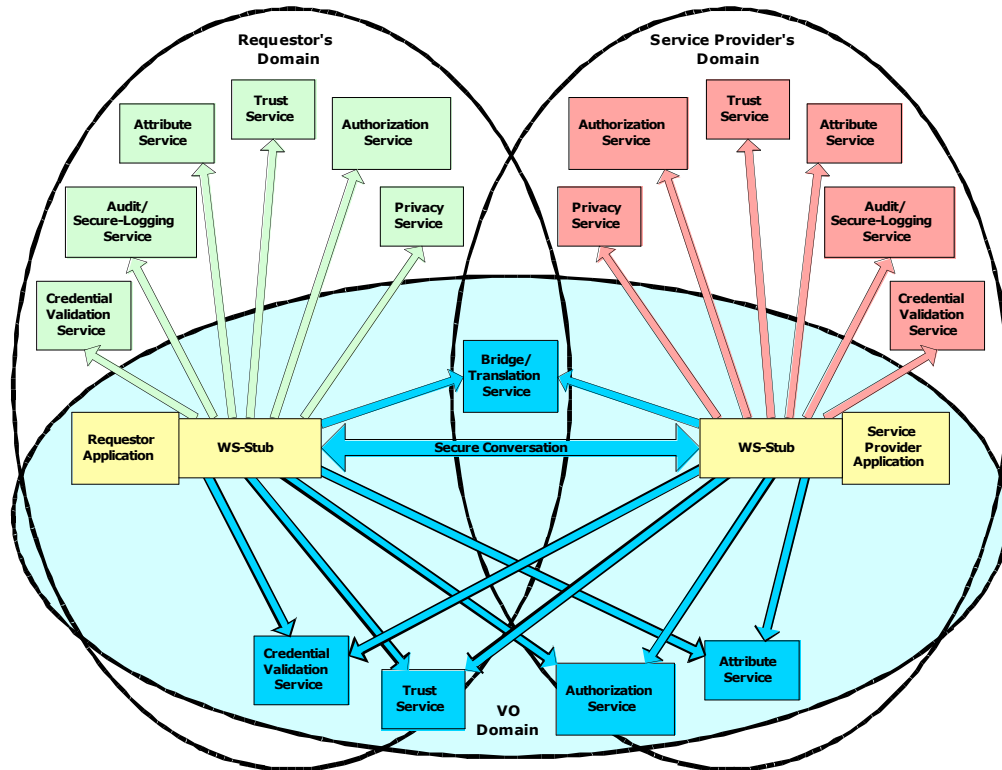 Requestor's
Domain
Service Provider's
Domain
Trust
Service
Attribute
Service
Authorization
Service
Audit/
Secure-Logging
Service
Privacy
Service
Credential
Validation
Service
Authorization
Service
Trust
Service
Attribute
Service
Privacy
Service
Audit/
Secure-Logging
Service
Credential
Validation
Service
Bridge/
Translation
Service
Requestor
Application
WS-Stub
Secure Conversation
WS-Stub
Service
Provider
Application
Credential
Validation
Service
Trust
Service
Authorization
Service
Attribute
Service
VO
Domain